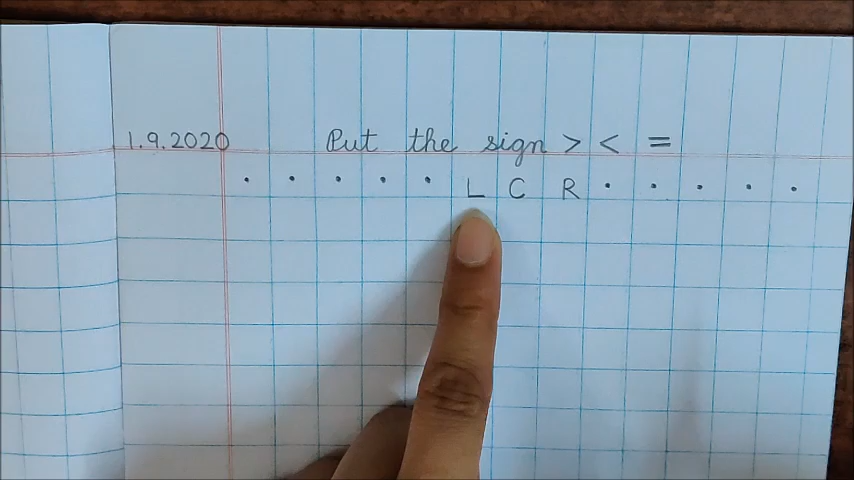 1.9.2020 Put the sign > < =
. . . . . L C R . . . . .